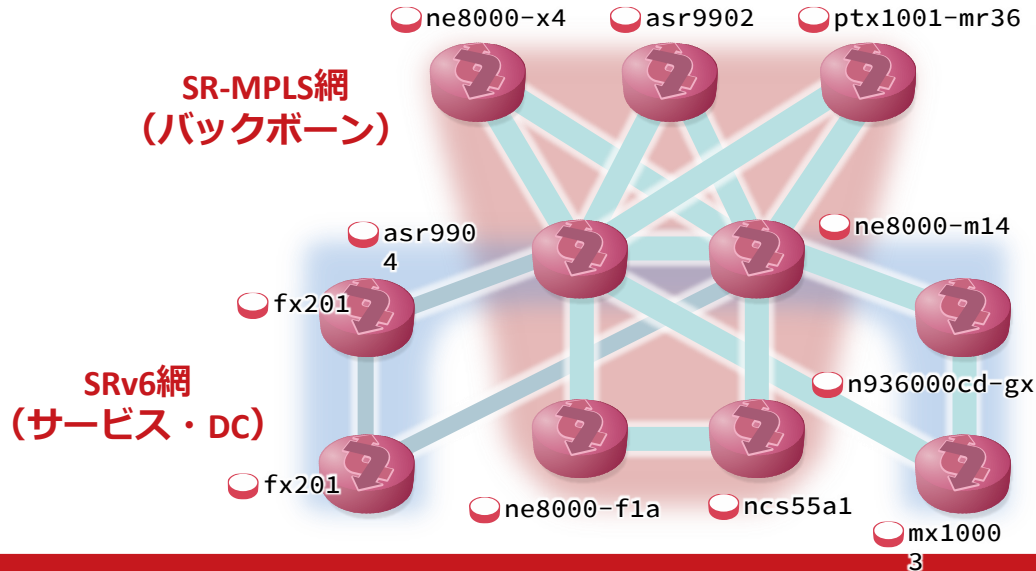 ne8000-x4
asr9902
ptx1001-mr36
SR-MPLS網
（バックボーン）
asr990
4
ne8000-m14
fx201
SRv6網
（サービス・DC）
n936000cd-gx
fx201
ne8000-f1a
ncs55a1
mx1000
3